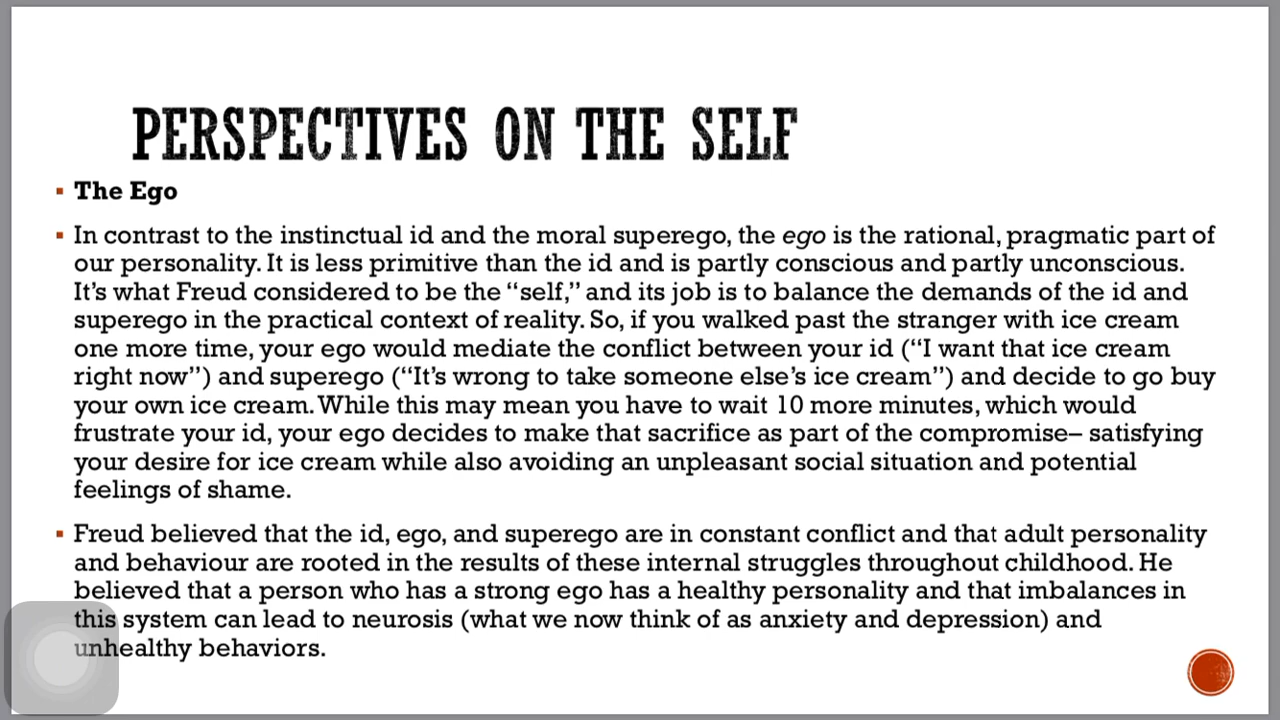 PERSPECTIVES ON THE SELF
The Ego
In contrast to the instinctual id and the moral superego, the ego is the rational, pragmatic part of
our personality. It is less primitive than the id and is partly conscious and partly unconscious.
It’s what Freud considered to be the “self,” and its job is to balance the demands of the id and
superego in the practical context of reality. So, if you walked past the stranger with ice cream
one more time, your ego would mediate the conflict between your id (“I want that ice cream
right now”) and superego (“It’s wrong to take someone else’s ice cream”) and decide to go buy
your own ice cream. While this may mean you have to wait 10 more minutes, which would
frustrate your id, your ego decides to make that sacrifice as part of the compromise– satisfying
your desire for ice cream while also avoiding an unpleasant social situation and potential
feelings of shame.
Freud believed that the id, ego, and superego are in constant conflict and that adult personality
and behaviour are rooted in the results of these internal struggles throughout childhood. He
believed that a person who has a strong ego has a healthy personality and that imbalances in
this system can lead to neurosis (what we now think of as anxiety and depression) and
unhealthy behaviors.